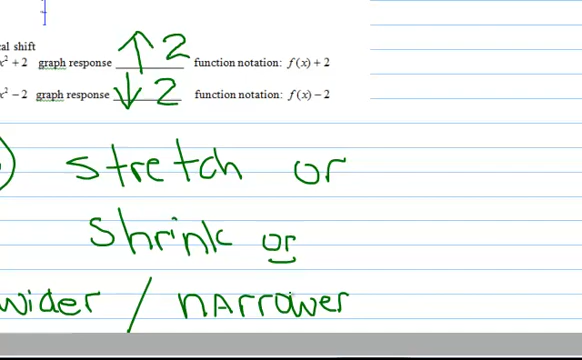 al shift
x² + 2 graph response ↑ 2 function notation: f(x) + 2
x² − 2 graph response ↓ 2 function notation: f(x) − 2
) stretch or
shrink or
wider / nArrower